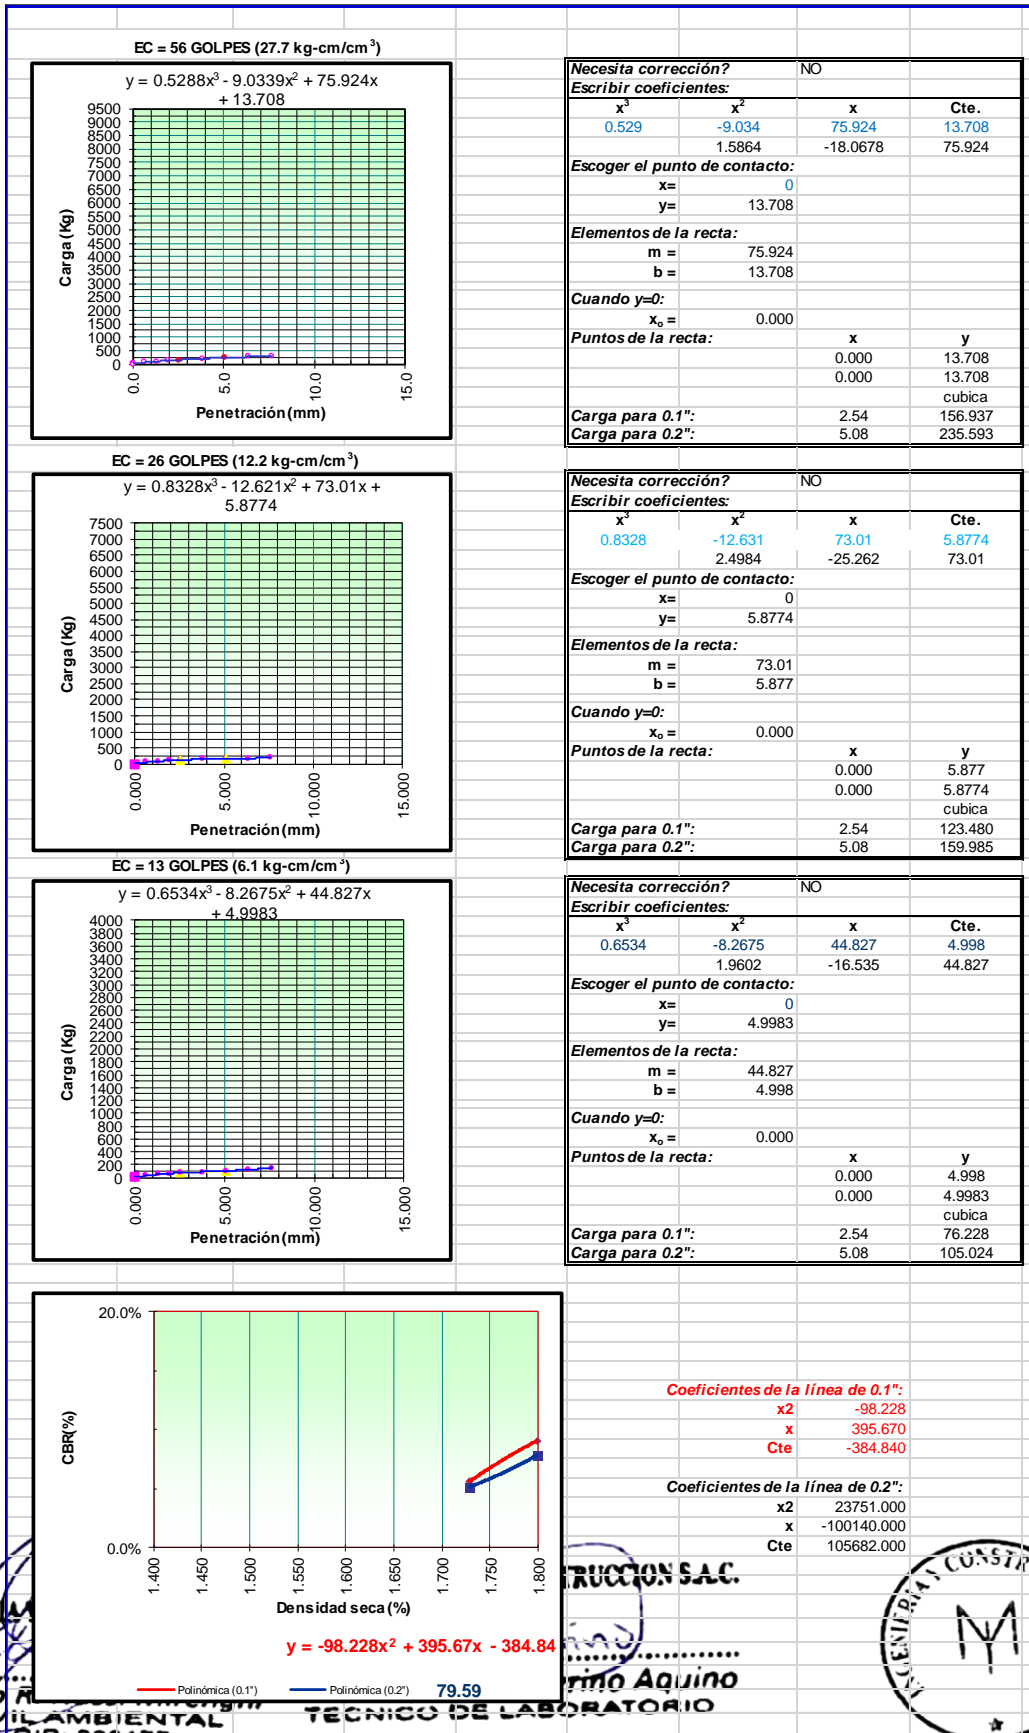 EC = 56 GOLPES (27.7 kg-cm/cm³)
y = 0.5288x³ - 9.0339x² + 75.924x
+ 13.708
9500
9000
8500
8000
7500
7000
6500
6000
5500
5000
4500
4000
3500
3000
2500
2000
1500
1000
500
0
Carga (Kg)
0.0 5.0 10.0 15.0
Penetración (mm)
Necesita corrección? NO
Escribir coeficientes:
x³ x² x Cte.
0.529 -9.034 75.924 13.708
1.5864 -18.0678 75.924
Escoger el punto de contacto:
x= 0
y= 13.708
Elementos de la recta:
m = 75.924
b = 13.708
Cuando y=0:
xₒ = 0.000
Puntos de la recta: x y
0.000 13.708
0.000 13.708
cubica
Carga para 0.1": 2.54 156.937
Carga para 0.2": 5.08 235.593
EC = 26 GOLPES (12.2 kg-cm/cm³)
y = 0.8328x³ - 12.621x² + 73.01x +
5.8774
7500
7000
6500
6000
5500
5000
4500
4000
3500
3000
2500
2000
1500
1000
500
0
Carga (Kg)
0.000 5.000 10.000 15.000
Penetración (mm)
Necesita corrección? NO
Escribir coeficientes:
x³ x² x Cte.
0.8328 -12.631 73.01 5.8774
2.4984 -25.262 73.01
Escoger el punto de contacto:
x= 0
y= 5.8774
Elementos de la recta:
m = 73.01
b = 5.877
Cuando y=0:
xₒ = 0.000
Puntos de la recta: x y
0.000 5.877
0.000 5.8774
cubica
Carga para 0.1": 2.54 123.480
Carga para 0.2": 5.08 159.985
EC = 13 GOLPES (6.1 kg-cm/cm³)
y = 0.6534x³ - 8.2675x² + 44.827x
+ 4.9983
4000
3800
3600
3400
3200
3000
2800
2600
2400
2200
2000
1800
1600
1400
1200
1000
800
600
400
200
0
Carga (Kg)
0.000 5.000 10.000 15.000
Penetración (mm)
Necesita corrección? NO
Escribir coeficientes:
x³ x² x Cte.
0.6534 -8.2675 44.827 4.998
1.9602 -16.535 44.827
Escoger el punto de contacto:
x= 0
y= 4.9983
Elementos de la recta:
m = 44.827
b = 4.998
Cuando y=0:
xₒ = 0.000
Puntos de la recta: x y
0.000 4.998
0.000 4.9983
cubica
Carga para 0.1": 2.54 76.228
Carga para 0.2": 5.08 105.024
20.0%
0.0%
CBR(%)
1.400 1.450 1.500 1.550 1.600 1.650 1.700 1.750 1.800
Densidad seca (%)
y = -98.228x² + 395.67x - 384.84
Polinómica (0.1") Polinómica (0.2") 79.59
Coeficientes de la línea de 0.1":
x2 -98.228
x 395.670
Cte -384.840
Coeficientes de la línea de 0.2":
x2 23751.000
x -100140.000
Cte 105682.000
RUCCION S.A.C.
Aquino
IL AMBIENTAL
TECNICO DE LABORATORIO